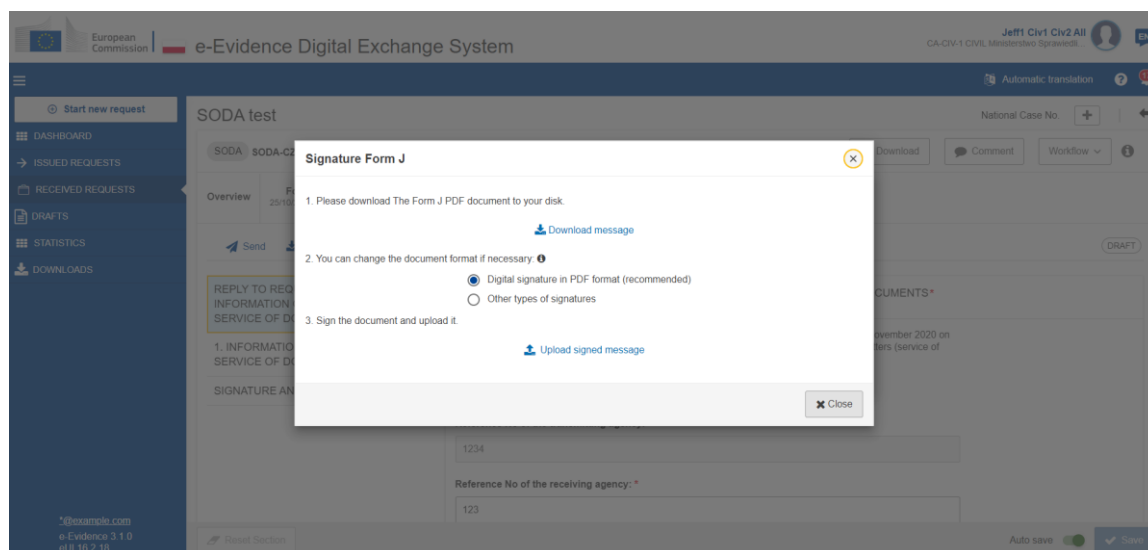 European
Commission
e-Evidence Digital Exchange System
Jeff1 Civ1 Civ2 All
CA-CIV-1 CIVIL Ministerstwo Sprawiedli...
EN
Automatic translation
Start new request
DASHBOARD
ISSUED REQUESTS
RECEIVED REQUESTS
DRAFTS
STATISTICS
DOWNLOADS
*@example.com
e-Evidence 3.1.0
SODA test
National Case No.
SODA SODA-CZ
Download
Comment
Workflow
Overview
25/10
Send
DRAFT
REPLY TO REQ
INFORMATION
SERVICE OF D
1. INFORMATIO
SERVICE OF D
SIGNATURE AN
CUMENTS*
ovember 2020 on
ters (service of
Signature Form J
1. Please download The Form J PDF document to your disk.
Download message
2. You can change the document format if necessary:
Digital signature in PDF format (recommended)
Other types of signatures
3. Sign the document and upload it.
Upload signed message
Close
1234
Reference No of the receiving agency: *
123
Reset Section
Auto save
Save